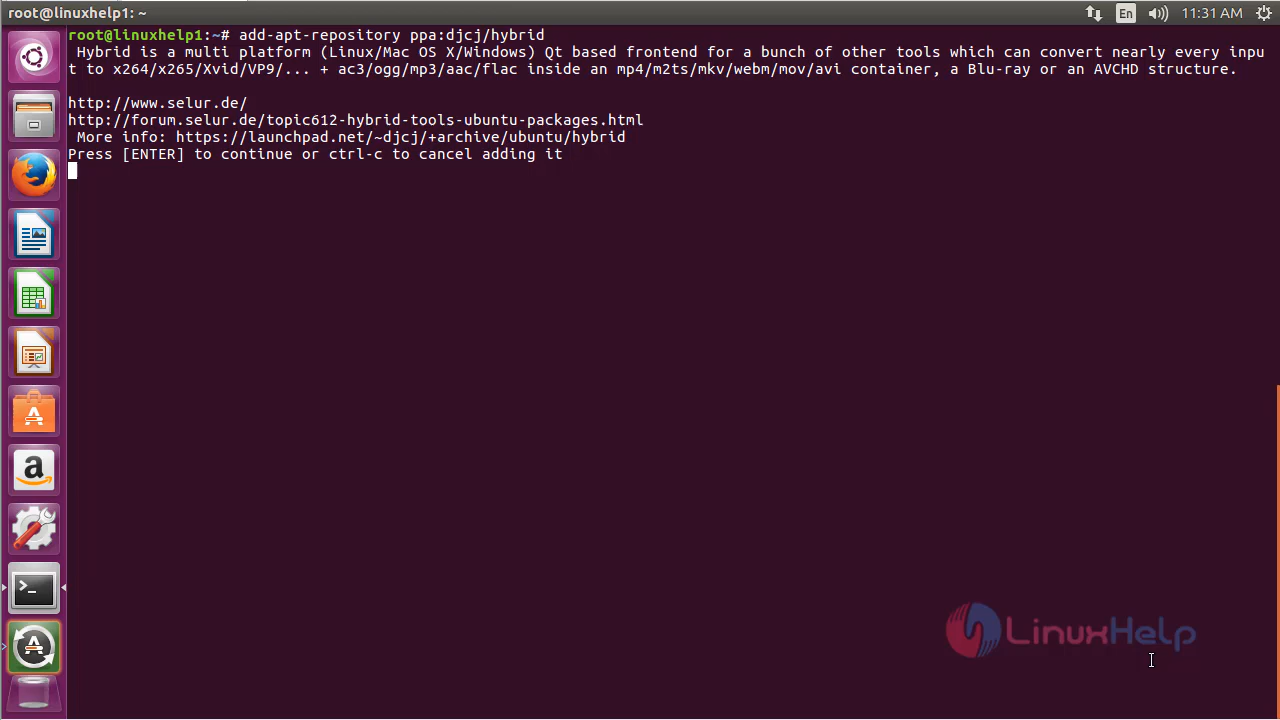 root@linuxhelp1: ~
En
11:31 AM
root@linuxhelp1:~# add-apt-repository ppa:djcj/hybrid
 Hybrid is a multi platform (Linux/Mac OS X/Windows) Qt based frontend for a bunch of other tools which can convert nearly every inpu
t to x264/x265/Xvid/VP9/... + ac3/ogg/mp3/aac/flac inside an mp4/m2ts/mkv/webm/mov/avi container, a Blu-ray or an AVCHD structure.
http://www.selur.de/
http://forum.selur.de/topic612-hybrid-tools-ubuntu-packages.html
 More info: https://launchpad.net/~djcj/+archive/ubuntu/hybrid
Press [ENTER] to continue or ctrl-c to cancel adding it
LinuxHelp